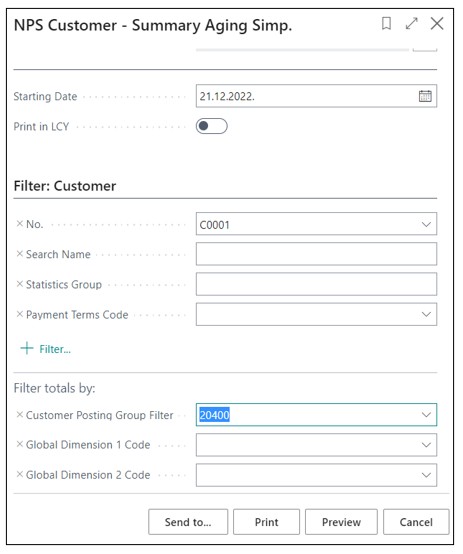 NPS Customer - Summary Aging Simp.
Starting Date 21.12.2022.
Print in LCY
Filter: Customer
× No. C0001
× Search Name
× Statistics Group
× Payment Terms Code
+ Filter...
Filter totals by:
× Customer Posting Group Filter 20400
× Global Dimension 1 Code
× Global Dimension 2 Code
Send to... Print Preview Cancel